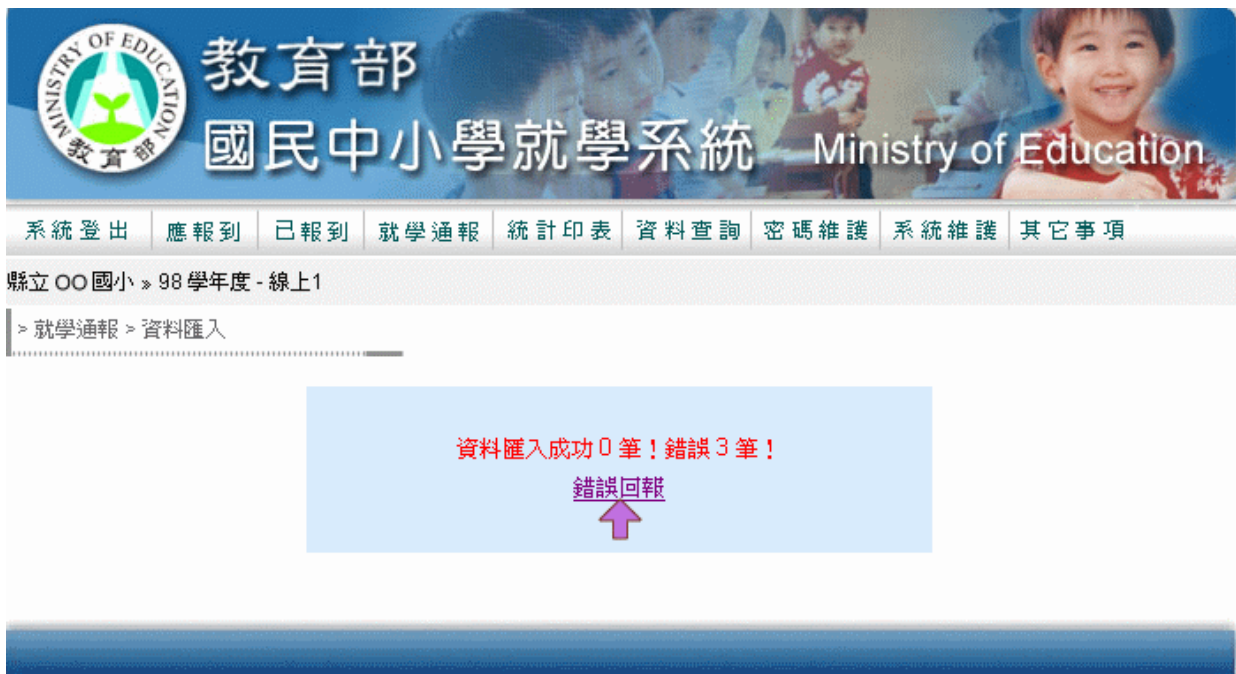 MINISTRY OF EDUCATION
教育部
教育部
國民中小學就學系統 Ministry of Education
系統登出 應報到 已報到 就學通報 統計印表 資料查詢 密碼維護 系統維護 其它事項
縣立OO國小 » 98學年度 - 線上1
> 就學通報 > 資料匯入
資料匯入成功0筆！錯誤3筆！
錯誤回報